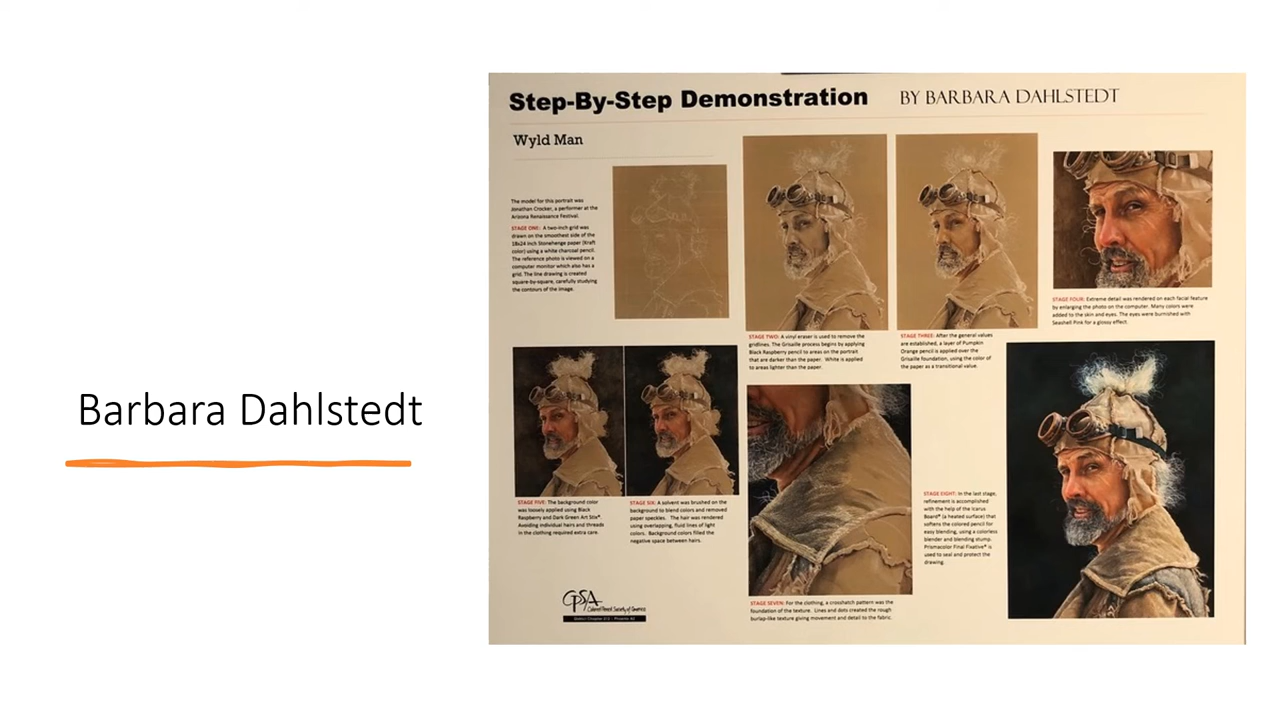 Barbara Dahlstedt
Step-By-Step Demonstration
BY BARBARA DAHLSTEDT
Wyld Man
The model for this portrait was
Jonathan Crocker, a performer at the
Arizona Renaissance Festival.
STAGE ONE: A two-inch grid was
drawn on the smoothest side of the
18x24 inch Stonehenge paper (Kraft
color) using a white charcoal pencil.
The reference photo is viewed on a
computer monitor which also has a
grid. The line drawing is created
square-by-square, carefully studying
the contours of the image.
STAGE TWO: A vinyl eraser is used to remove the
gridlines. The Grisaille process begins by applying
Black Raspberry pencil to areas on the portrait
that are darker than the paper. White is applied
to areas lighter than the paper.
STAGE THREE: After the general values
are established, a layer of Pumpkin
Orange pencil is applied over the
Grisaille foundation, using the color of
the paper as a transitional value.
STAGE FOUR: Extreme detail was rendered on each facial feature
by enlarging the photo on the computer. Many colors were
added to the skin and eyes. The eyes were burnished with
Seashell Pink for a glossy effect.
STAGE FIVE: The background color
was loosely applied using Black
Raspberry and Dark Green Art Stix®.
Avoiding individual hairs and threads
in the clothing required extra care.
STAGE SIX: A solvent was brushed on the
background to blend colors and removed
paper speckles. The hair was rendered
using overlapping, fluid lines of light
colors. Background colors filled the
negative space between hairs.
STAGE SEVEN: For the clothing, a crosshatch pattern was the
foundation of the texture. Lines and dots created the rough
burlap-like texture giving movement and detail to the fabric.
STAGE EIGHT: In the last stage,
refinement is accomplished
with the help of the Icarus
Board® (a heated surface) that
softens the colored pencil for
easy blending, using a colorless
blender and blending stump.
Prismacolor Final Fixative® is
used to seal and protect the
drawing.
CPSA
Colored Pencil Society of America